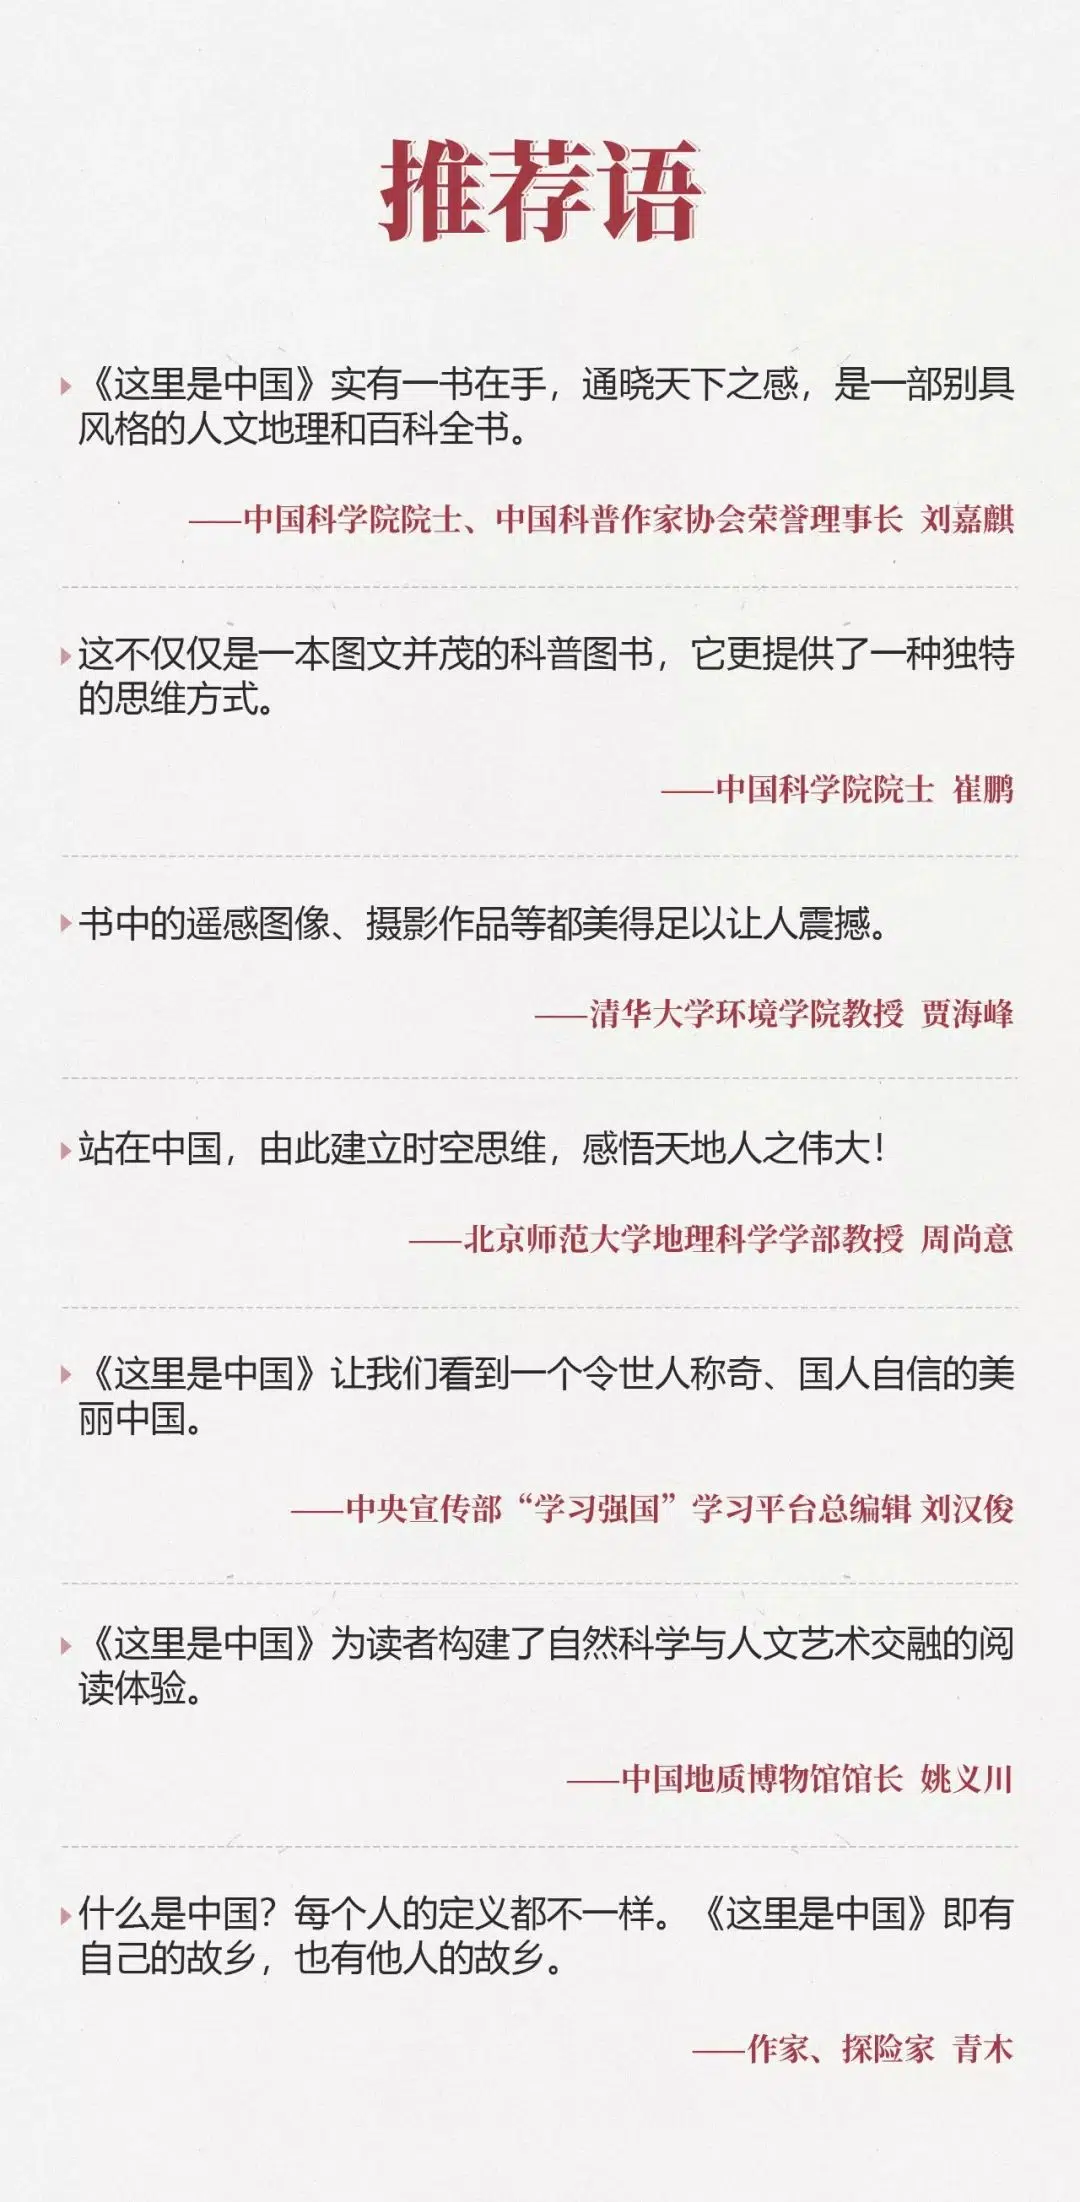 推荐语
《这里是中国》实有一书在手，通晓天下之感，是一部别具
风格的人文地理和百科全书。
——中国科学院院士、中国科普作家协会荣誉理事长 刘嘉麒
这不仅仅是一本图文并茂的科普图书，它更提供了一种独特
的思维方式。
——中国科学院院士 崔鹏
书中的遥感图像、摄影作品等都美得足以让人震撼。
——清华大学环境学院教授 贾海峰
站在中国，由此建立时空思维，感悟天地人之伟大！
——北京师范大学地理科学学部教授 周尚意
《这里是中国》让我们看到一个令世人称奇、国人自信的美
丽中国。
——中央宣传部“学习强国”学习平台总编辑 刘汉俊
《这里是中国》为读者构建了自然科学与人文艺术交融的阅
读体验。
——中国地质博物馆馆长 姚义川
什么是中国？每个人的定义都不一样。《这里是中国》即有
自己的故乡，也有他人的故乡。
——作家、探险家 青木